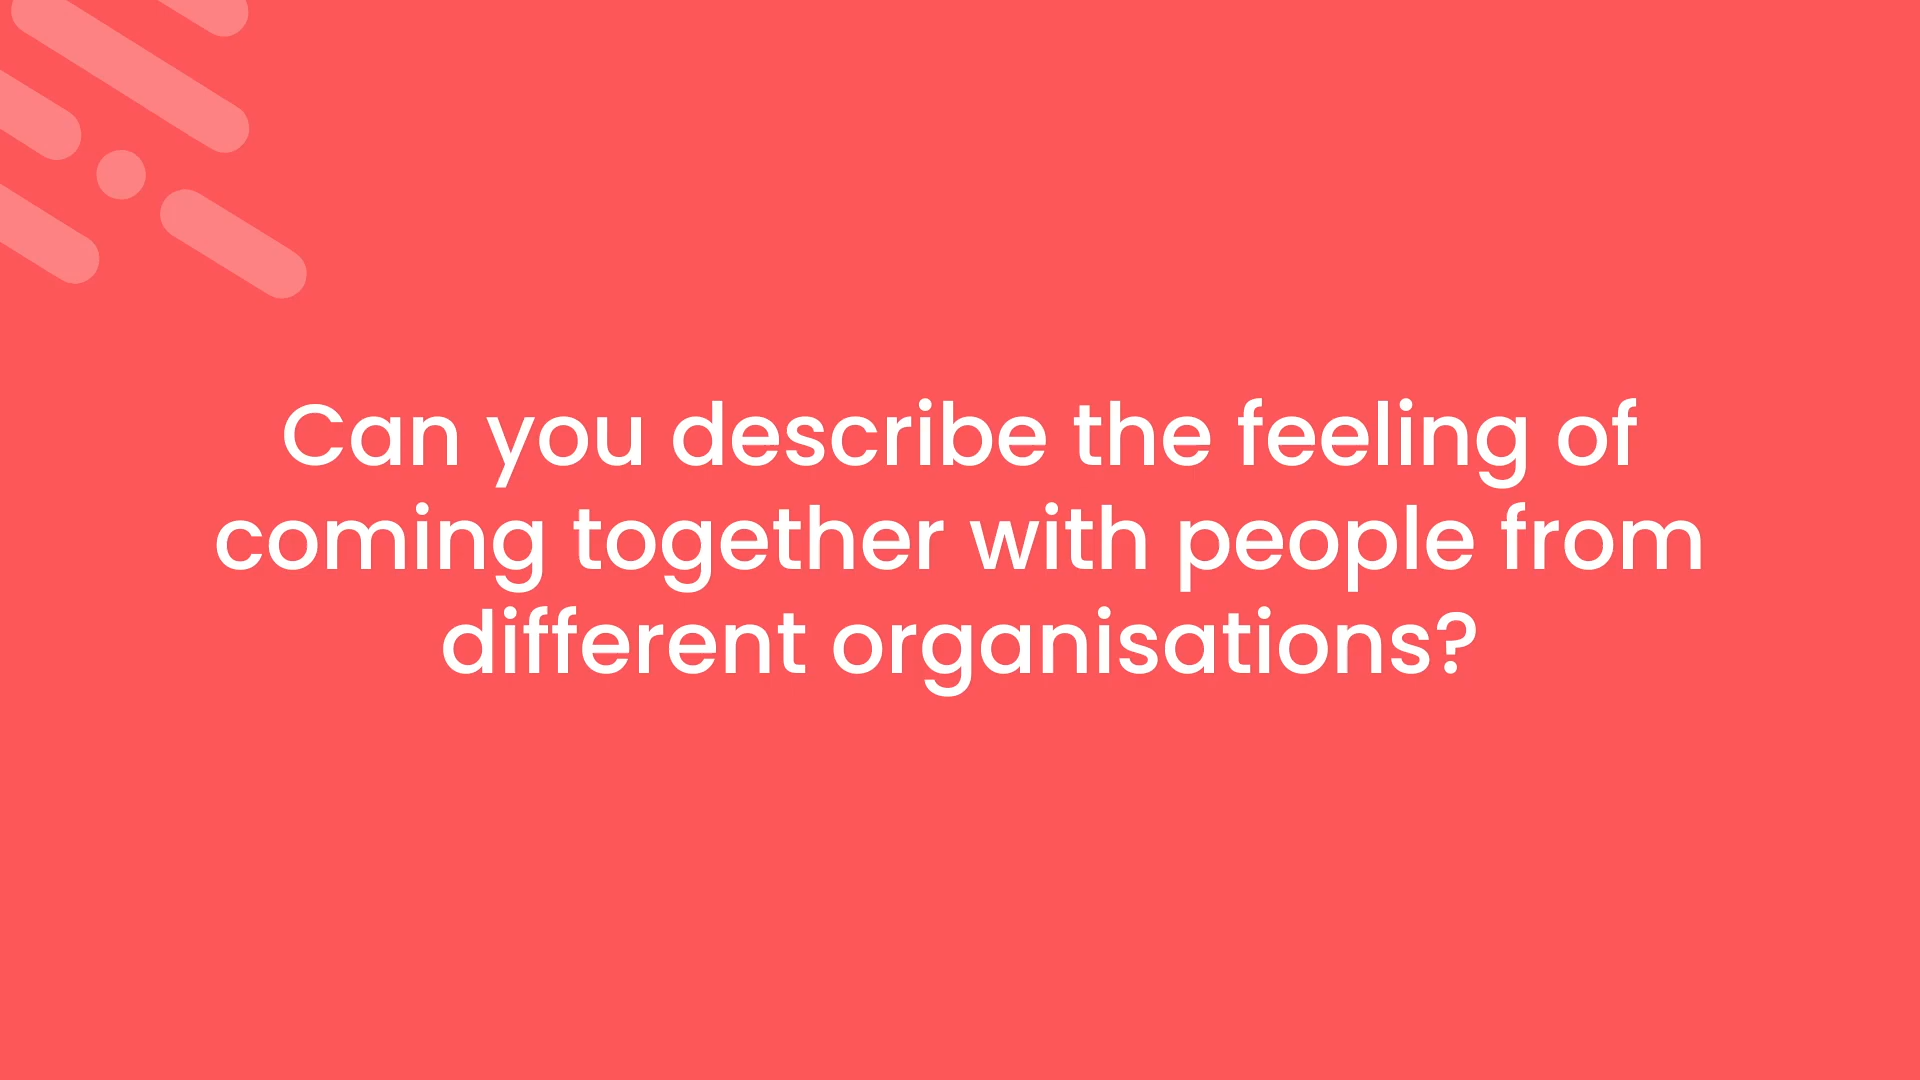 Can you describe the feeling of
coming together with people from
different organisations?